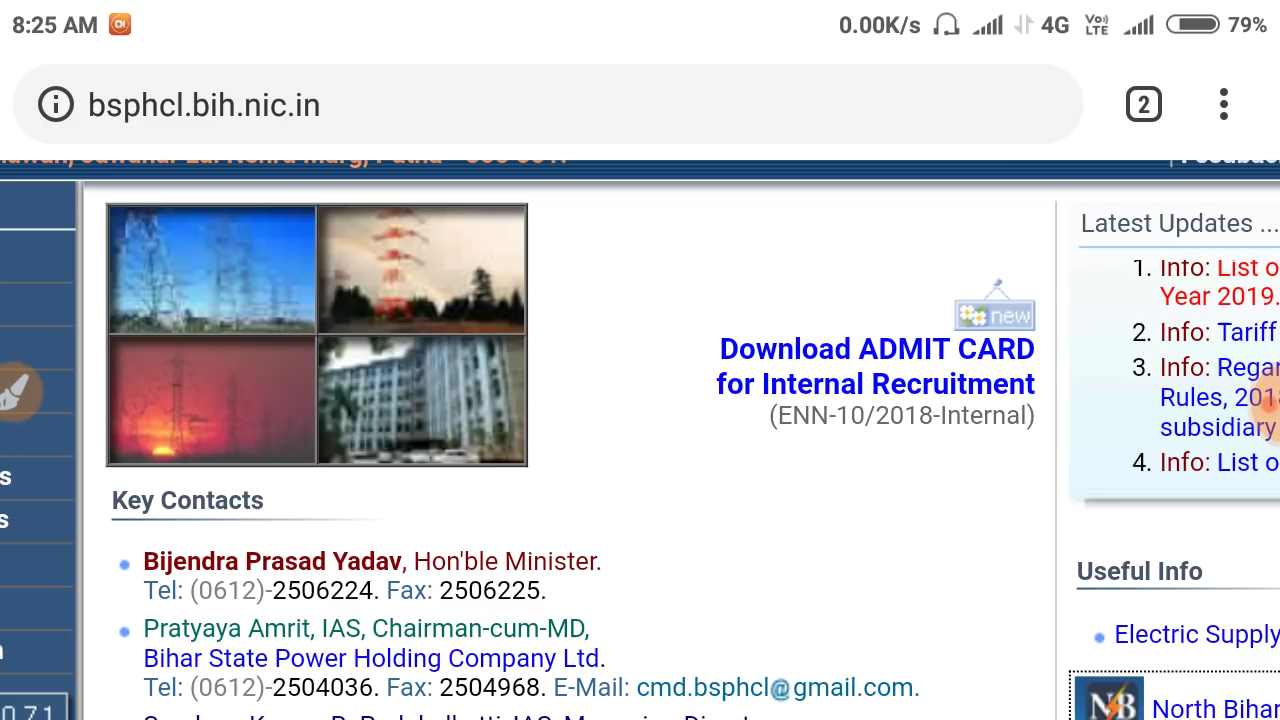 8:25 AM 0.00K/s 4G VoLTE 79%
bsphcl.bih.nic.in 2
new
Download ADMIT CARD
for Internal Recruitment
(ENN-10/2018-Internal)
Key Contacts
Bijendra Prasad Yadav, Hon'ble Minister.
Tel: (0612)-2506224. Fax: 2506225.
Pratyaya Amrit, IAS, Chairman-cum-MD,
Bihar State Power Holding Company Ltd.
Tel: (0612)-2504036. Fax: 2504968. E-Mail: cmd.bsphcl@gmail.com.
Latest Updates ...
1. Info: List o
Year 2019.
2. Info: Tariff
3. Info: Regar
Rules, 201
subsidiary
4. Info: List o
Useful Info
Electric Supply
NB North Bihar
s
s